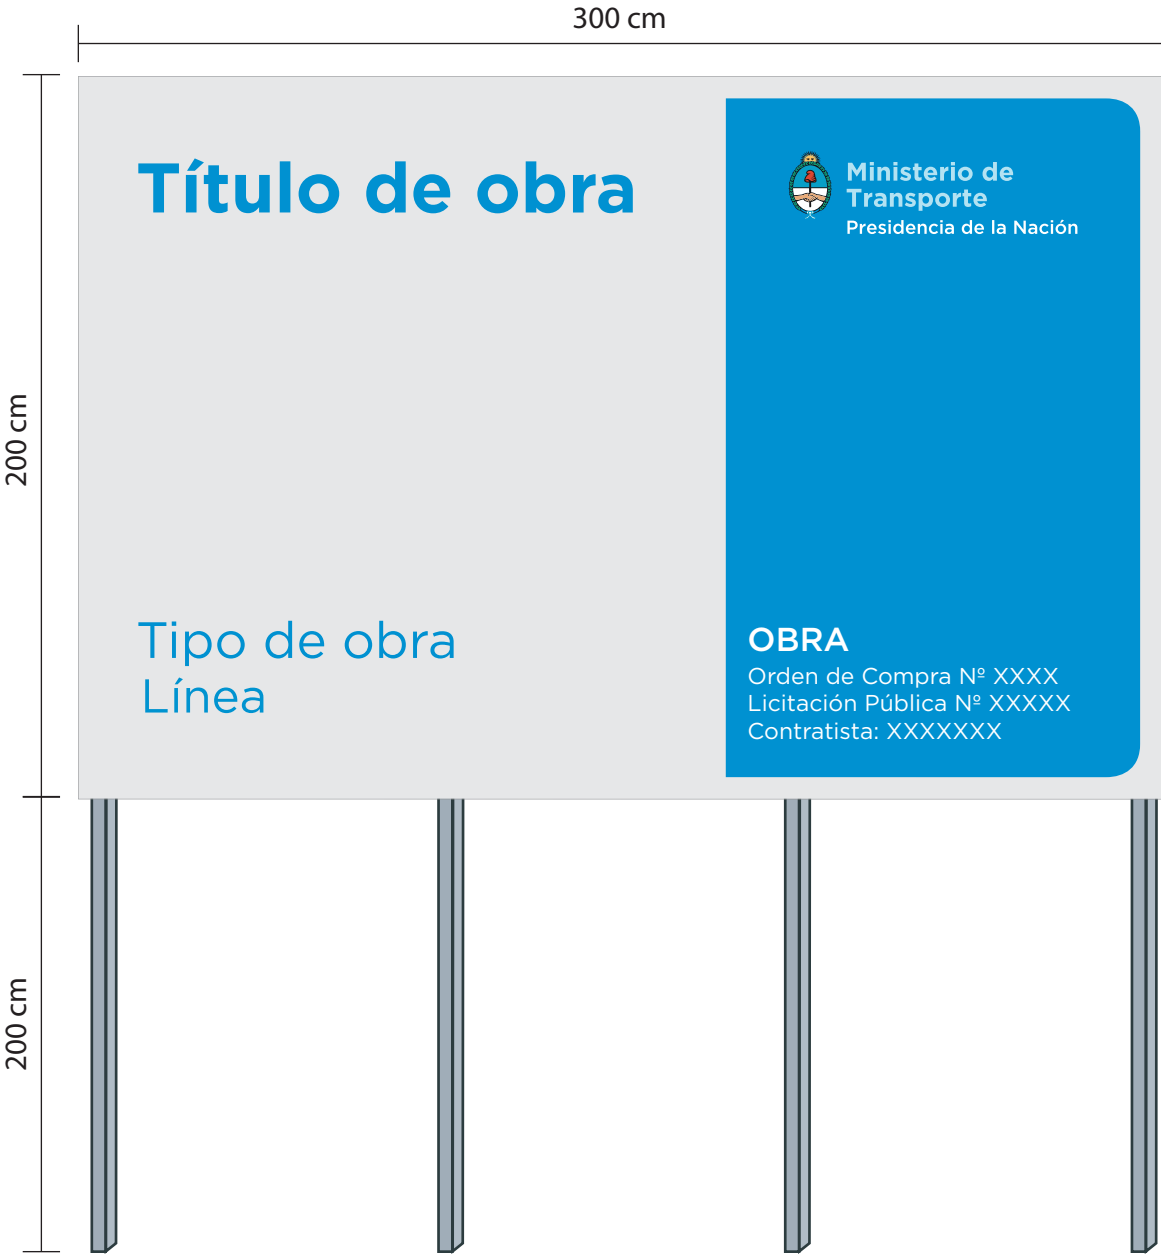 300 cm
200 cm
Título de obra
Ministerio de
Transporte
Presidencia de la Nación
Tipo de obra
Línea
OBRA
Orden de Compra Nº XXXX
Licitación Pública Nº XXXXX
Contratista: XXXXXXX
200 cm